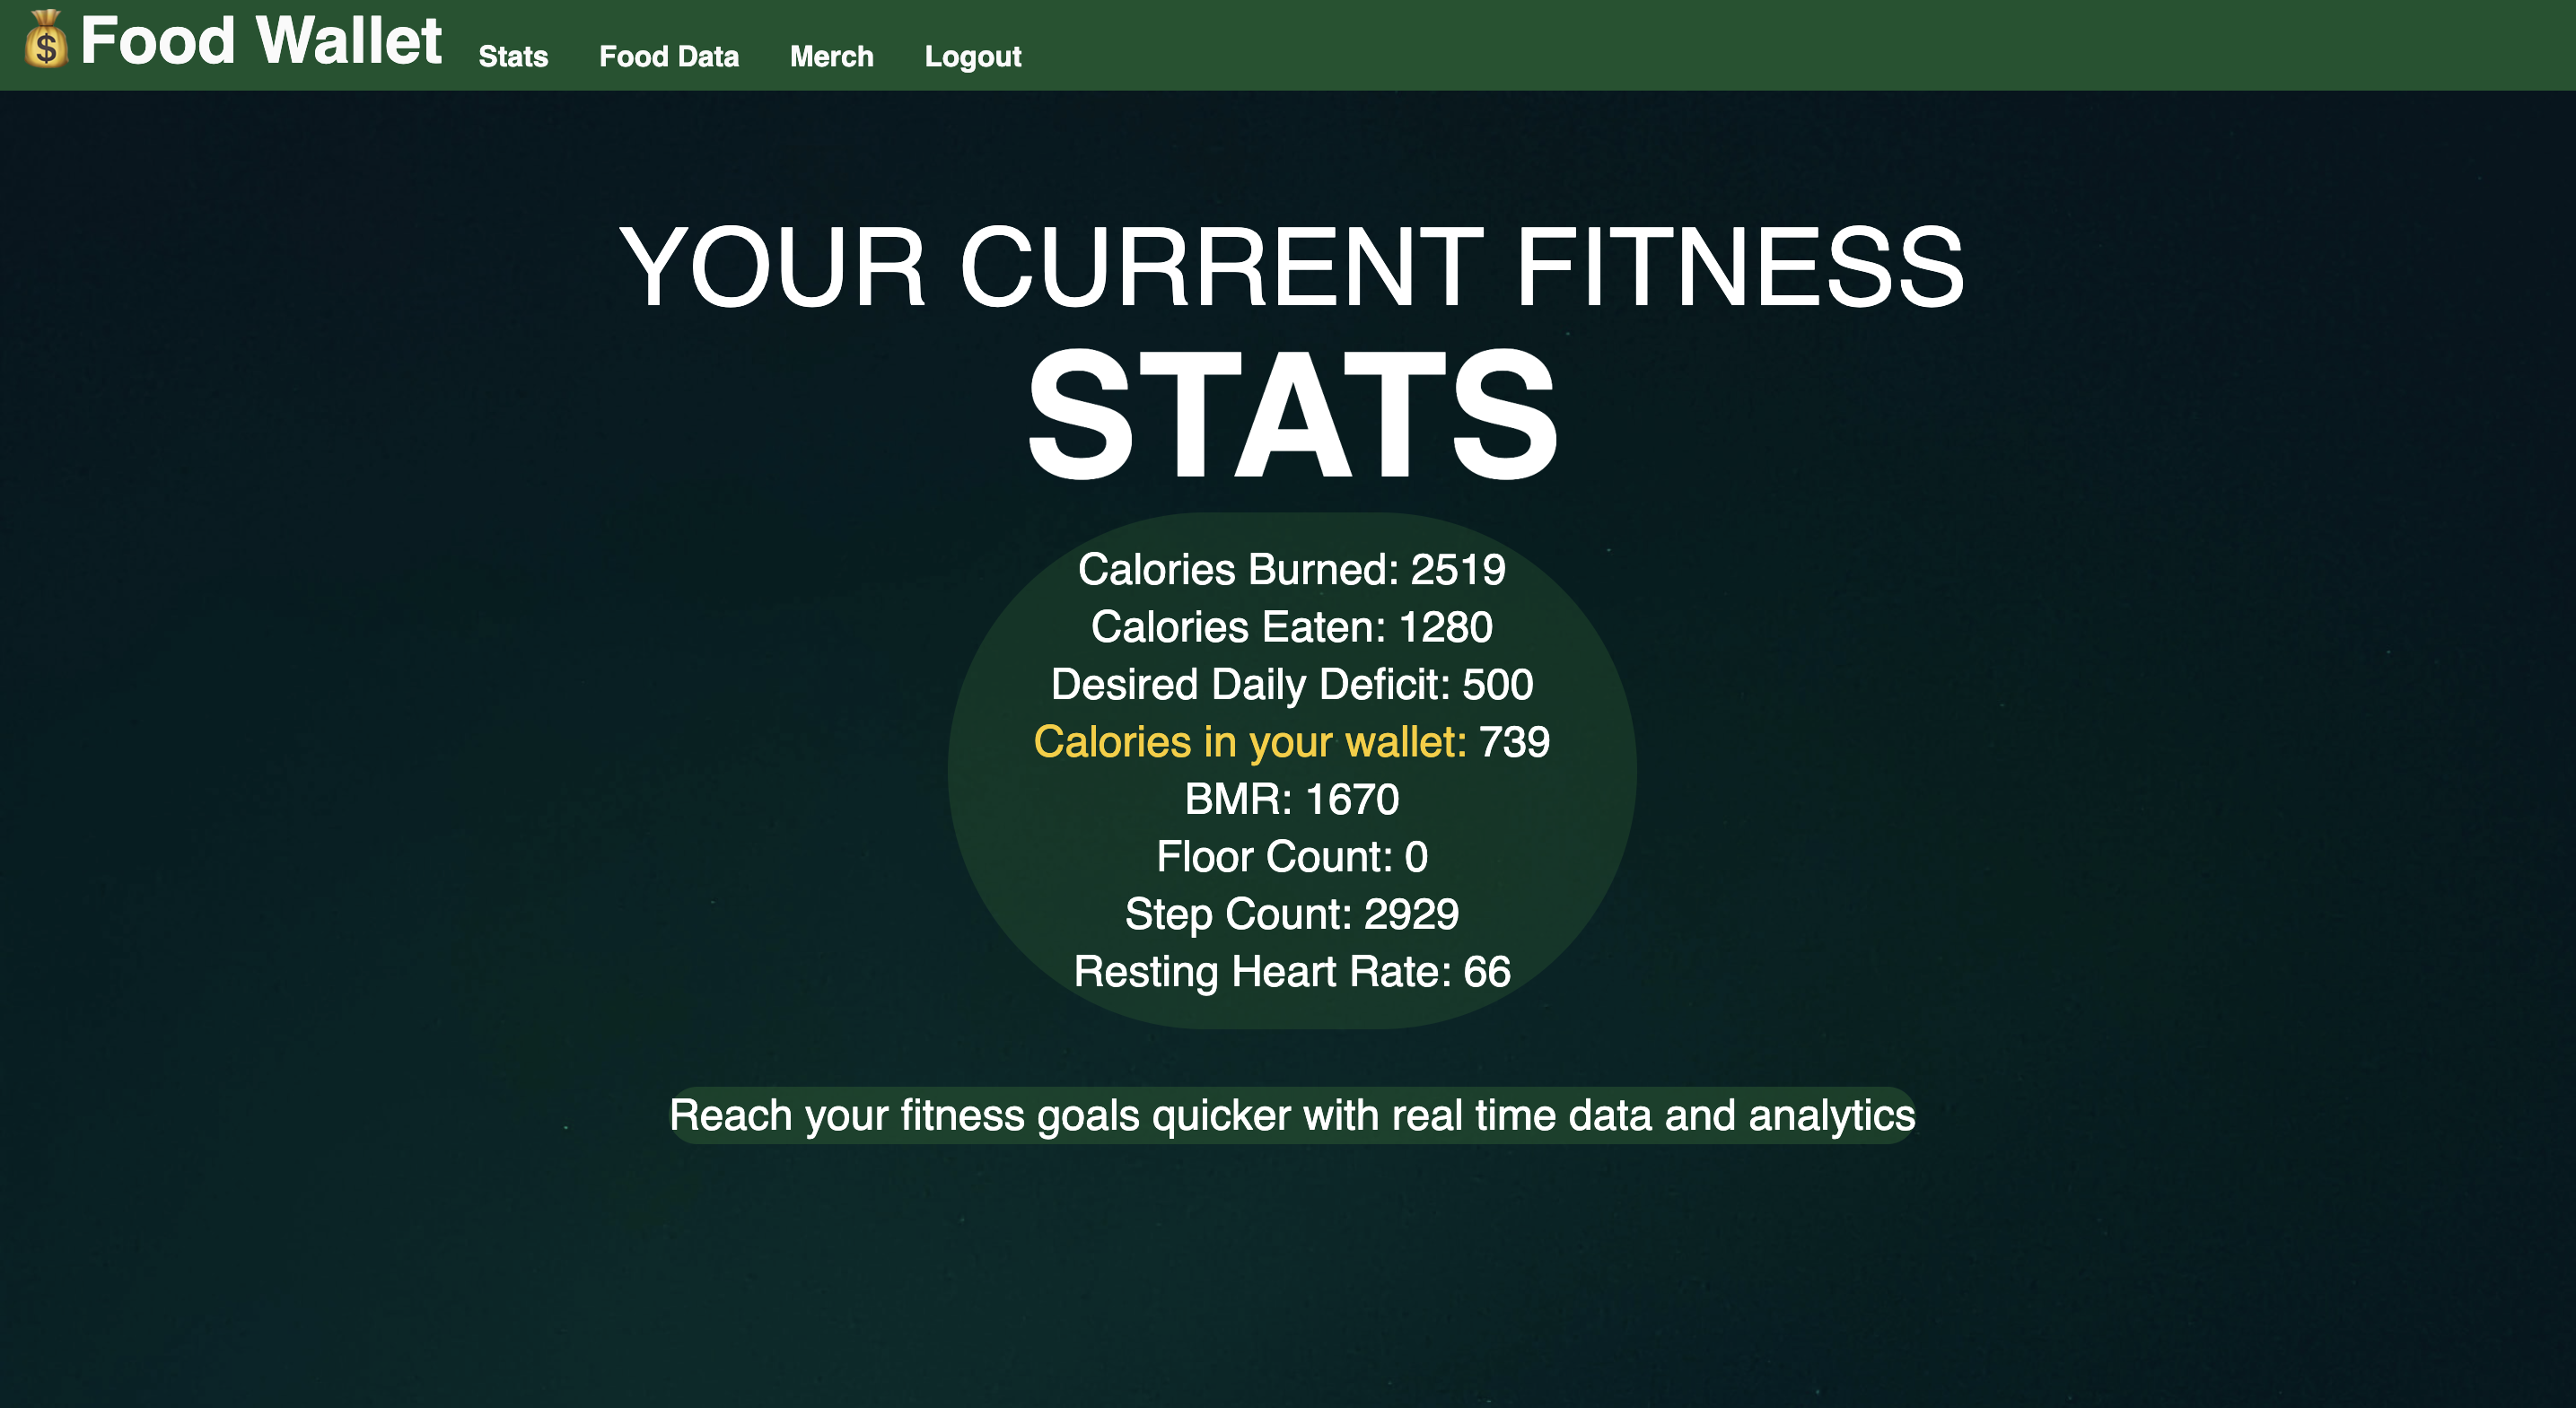 Food Wallet Stats Food Data Merch Logout
YOUR CURRENT FITNESS
STATS
Calories Burned: 2519
Calories Eaten: 1280
Desired Daily Deficit: 500
Calories in your wallet: 739
BMR: 1670
Floor Count: 0
Step Count: 2929
Resting Heart Rate: 66
Reach your fitness goals quicker with real time data and analytics